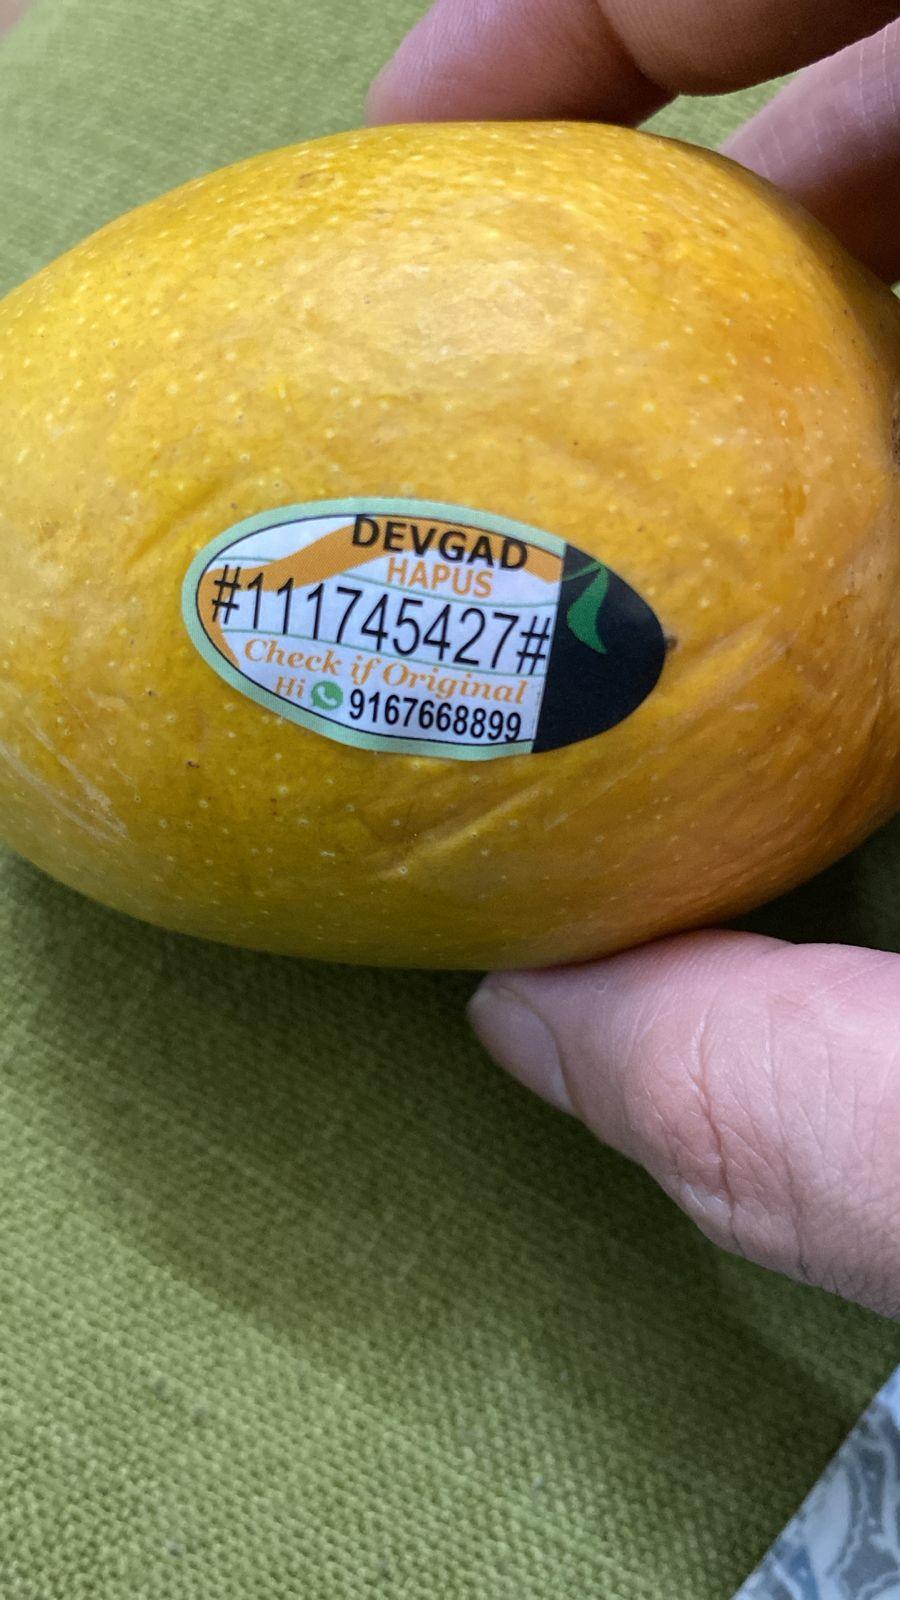 DEVGAD
HAPUS
#111745427#
Check if Original
Hi 9167668899